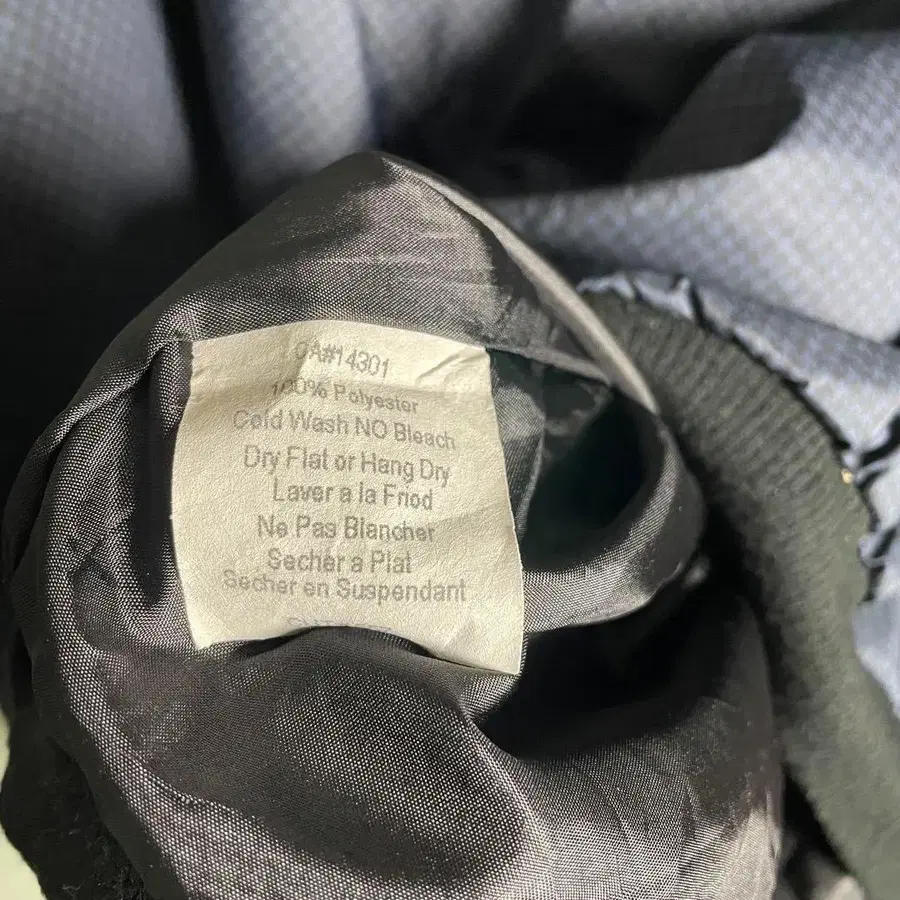 CA#14301
100% Polyester
Cold Wash NO Bleach
Dry Flat or Hang Dry
Laver a la Friod
Ne Pas Blancher
Secher a Plat
Secher en Suspendant